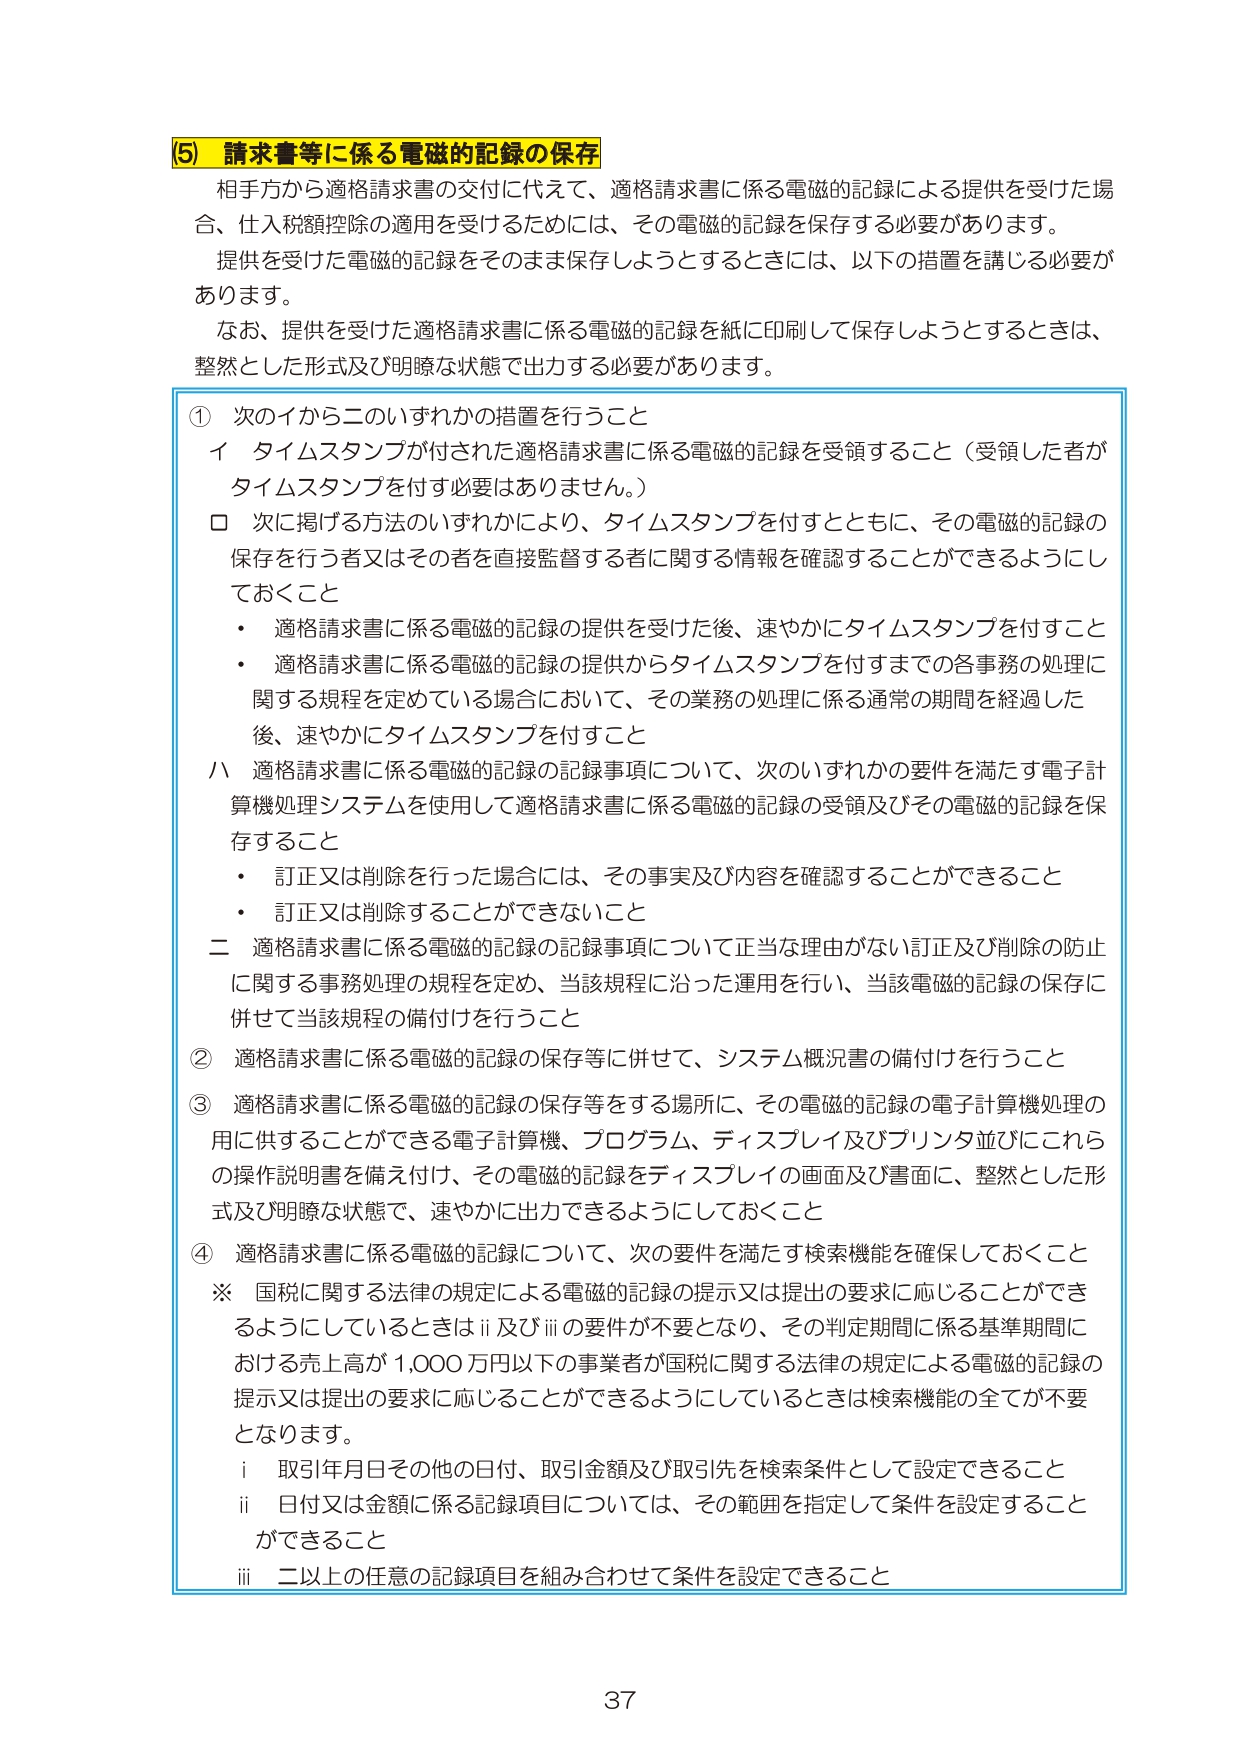 (5)　請求書等に係る電磁的記録の保存
相手方から適格請求書の交付に代えて、適格請求書に係る電磁的記録による提供を受けた場
合、仕入税額控除の適用を受けるためには、その電磁的記録を保存する必要があります。
提供を受けた電磁的記録をそのまま保存しようとするときには、以下の措置を講じる必要が
あります。
なお、提供を受けた適格請求書に係る電磁的記録を紙に印刷して保存しようとするときは、
整然とした形式及び明瞭な状態で出力する必要があります。
①　次のイからニのいずれかの措置を行うこと
イ　タイムスタンプが付された適格請求書に係る電磁的記録を受領すること（受領した者が
タイムスタンプを付す必要はありません。）
ロ　次に掲げる方法のいずれかにより、タイムスタンプを付すとともに、その電磁的記録の
保存を行う者又はその者を直接監督する者に関する情報を確認することができるようにし
ておくこと
・　適格請求書に係る電磁的記録の提供を受けた後、速やかにタイムスタンプを付すこと
・　適格請求書に係る電磁的記録の提供からタイムスタンプを付すまでの各事務の処理に
関する規程を定めている場合において、その業務の処理に係る通常の期間を経過した
後、速やかにタイムスタンプを付すこと
ハ　適格請求書に係る電磁的記録の記録事項について、次のいずれかの要件を満たす電子計
算機処理システムを使用して適格請求書に係る電磁的記録の受領及びその電磁的記録を保
存すること
・　訂正又は削除を行った場合には、その事実及び内容を確認することができること
・　訂正又は削除することができないこと
ニ　適格請求書に係る電磁的記録の記録事項について正当な理由がない訂正及び削除の防止
に関する事務処理の規程を定め、当該規程に沿った運用を行い、当該電磁的記録の保存に
併せて当該規程の備付けを行うこと
②　適格請求書に係る電磁的記録の保存等に併せて、システム概況書の備付けを行うこと
③　適格請求書に係る電磁的記録の保存等をする場所に、その電磁的記録の電子計算機処理の
用に供することができる電子計算機、プログラム、ディスプレイ及びプリンタ並びにこれら
の操作説明書を備え付け、その電磁的記録をディスプレイの画面及び書面に、整然とした形
式及び明瞭な状態で、速やかに出力できるようにしておくこと
④　適格請求書に係る電磁的記録について、次の要件を満たす検索機能を確保しておくこと
※　国税に関する法律の規定による電磁的記録の提示又は提出の要求に応じることができ
るようにしているときはⅱ及びⅲの要件が不要となり、その判定期間に係る基準期間に
おける売上高が 1,000 万円以下の事業者が国税に関する法律の規定による電磁的記録の
提示又は提出の要求に応じることができるようにしているときは検索機能の全てが不要
となります。
ⅰ　取引年月日その他の日付、取引金額及び取引先を検索条件として設定できること
ⅱ　日付又は金額に係る記録項目については、その範囲を指定して条件を設定すること
ができること
ⅲ　二以上の任意の記録項目を組み合わせて条件を設定できること
37